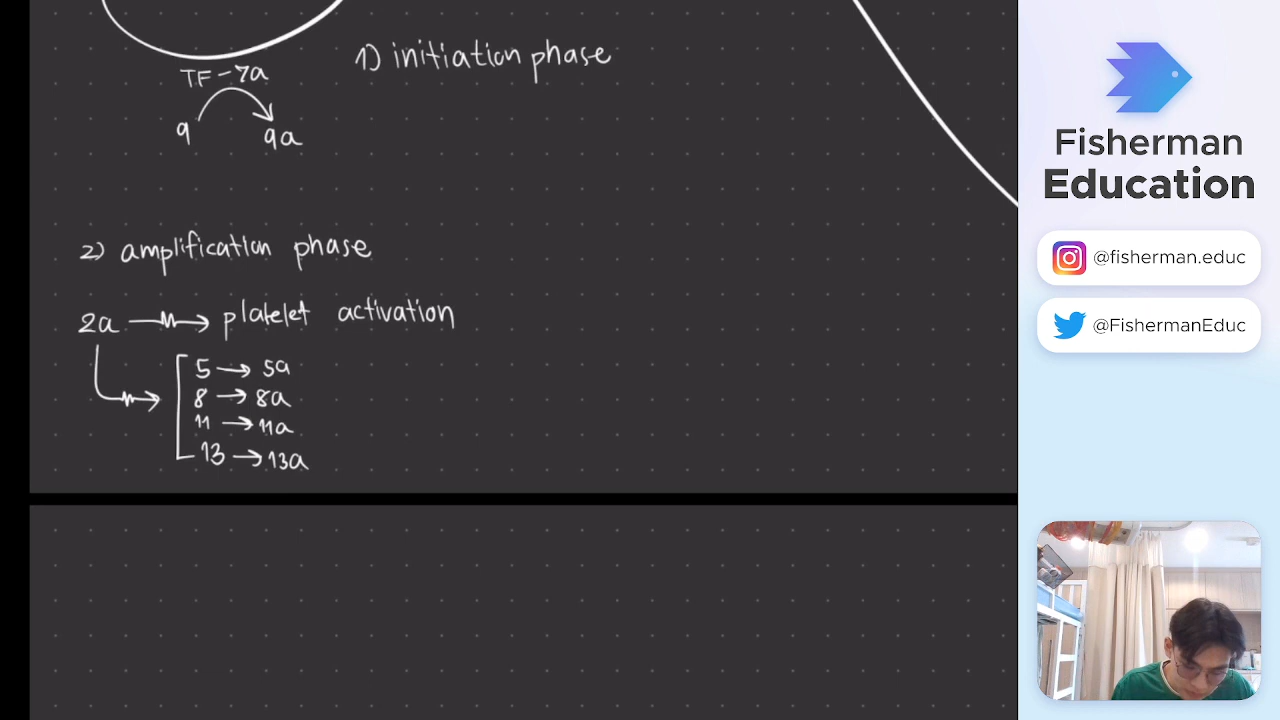 TF-7a
9 9a
1) initiation phase
2) amplification phase
2a → platelet activation
5 → 5a
8 → 8a
11 → 11a
13 → 13a
Fisherman
Education
@fisherman.educ
@FishermanEduc